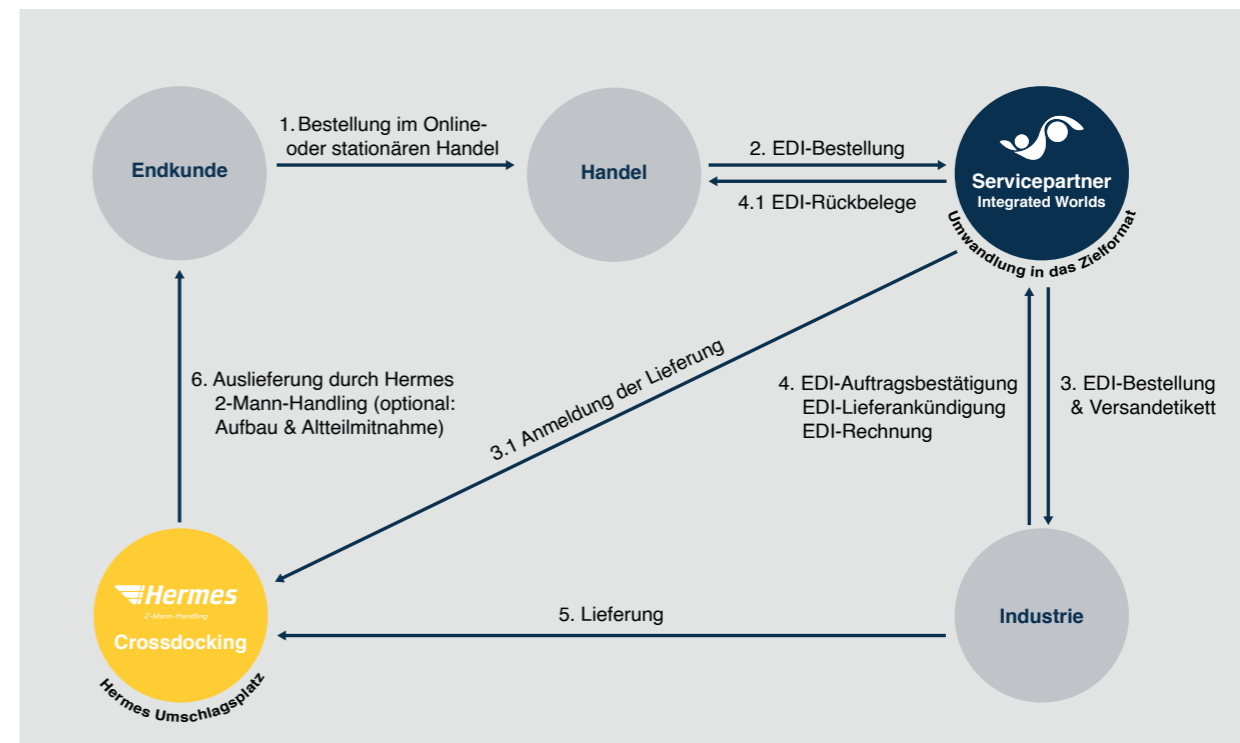 1. Bestellung im Online-
oder stationären Handel
Endkunde
Handel
2. EDI-Bestellung
4.1 EDI-Rückbelege
Servicepartner
Integrated Worlds
Umwandlung in das Zielformat
3.1 Anmeldung der Lieferung
6. Auslieferung durch Hermes
2-Mann-Handling (optional:
Aufbau & Altteilmitnahme)
4. EDI-Auftragsbestätigung
EDI-Lieferankündigung
EDI-Rechnung
3. EDI-Bestellung
& Versandetikett
Hermes
2-Mann-Handling
Crossdocking
Hermes Umschlagsplatz
5. Lieferung
Industrie